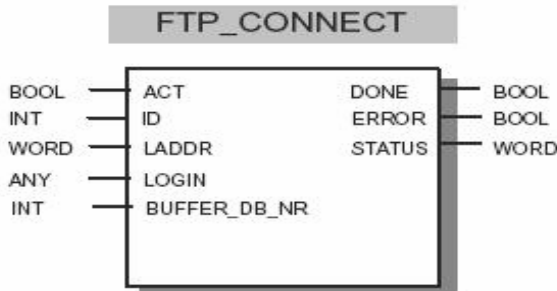 FTP_CONNECT
BOOL ACT DONE BOOL
INT ID ERROR BOOL
WORD LADDR STATUS WORD
ANY LOGIN
INT BUFFER_DB_NR